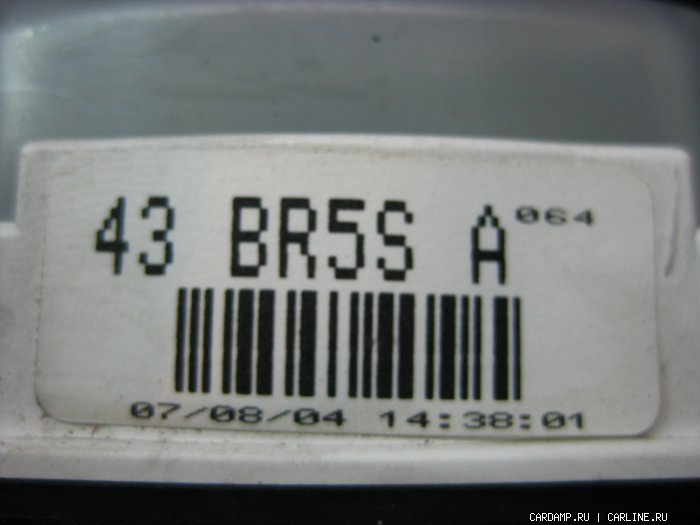 43 BR5S A 064
07/08/04 14:38:01
CARDAMP.RU | CARLINE.RU